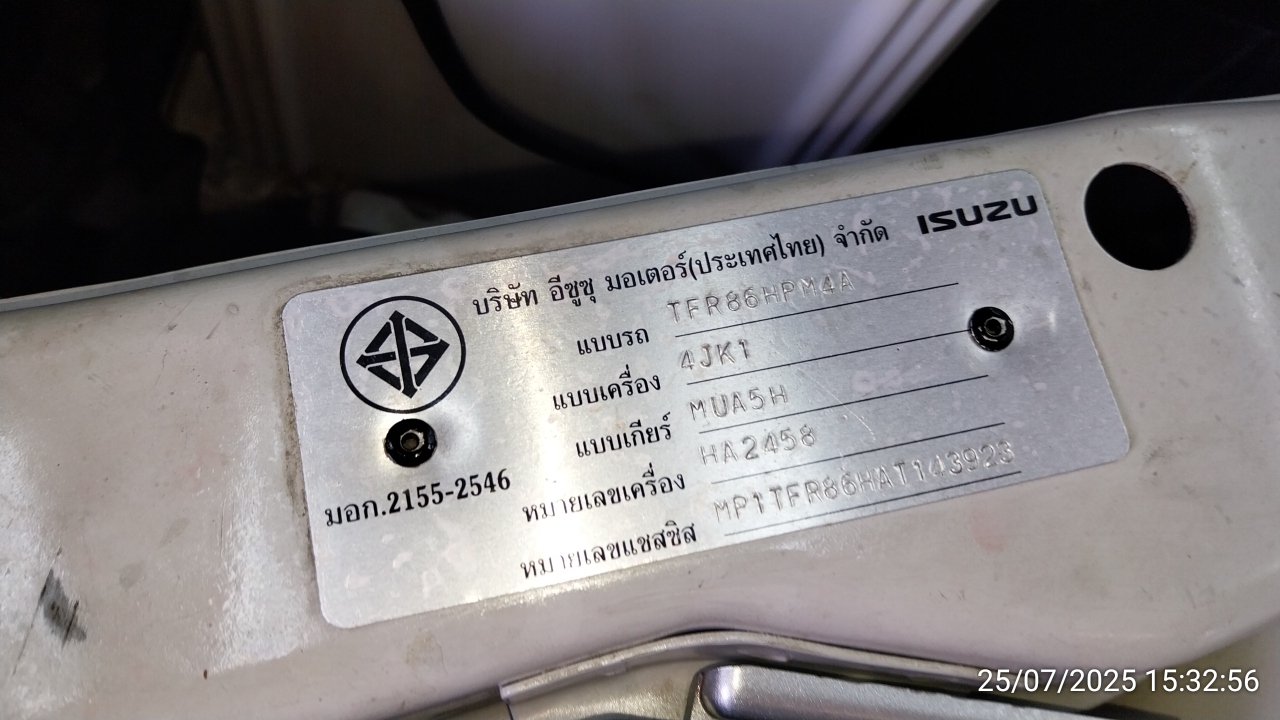 บริษัท อีซูซุ มอเตอร์(ประเทศไทย) จำกัด ISUZU
แบบรถ TFR86HPM4A
แบบเครื่อง 4JK1
แบบเกียร์ MUA5H
หมายเลขเครื่อง HA2458
หมายเลขแชสซิส MP1TFR86HAT143923
มอก.2155-2546
25/07/2025 15:32:56